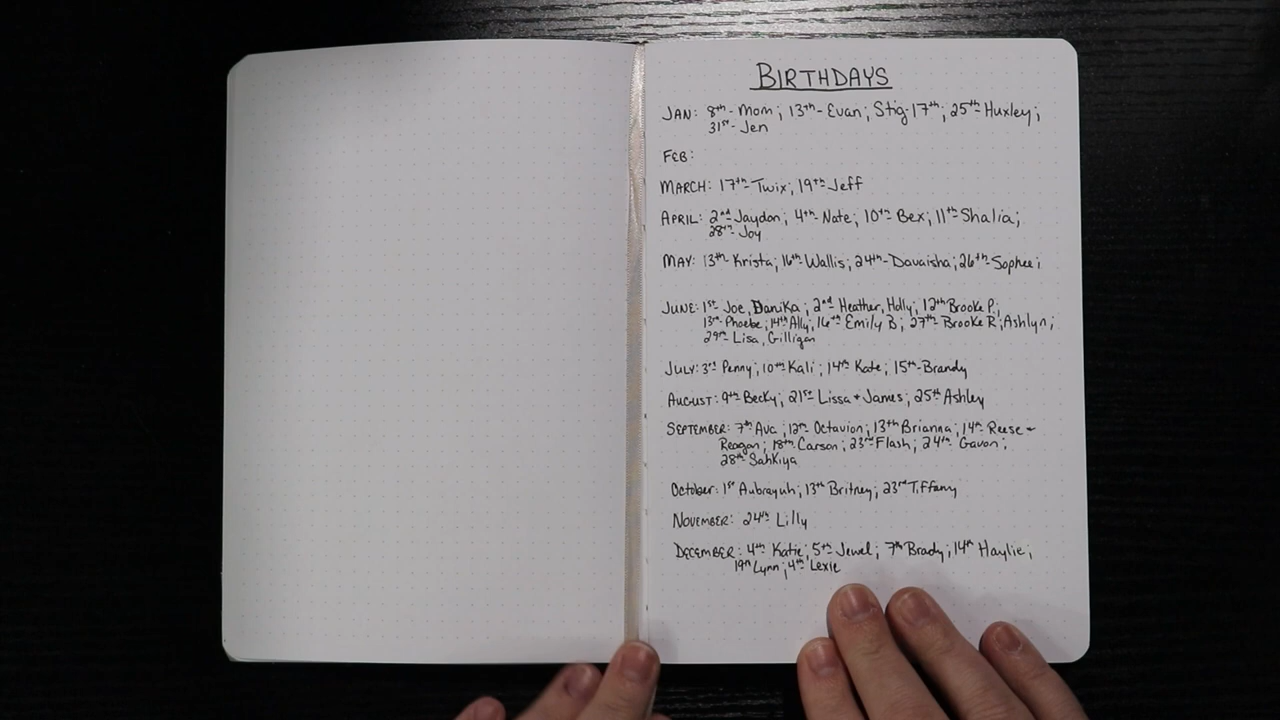 BIRTHDAYS
JAN: 8th- Mom; 13th- Evan; Stig-17th; 25th Huxley;
31st- Jen
FEB:
MARCH: 17th- Twix; 19th- Jeff
APRIL: 2nd Jaydon; 4th- Nate; 10th- Bex; 11th Shalia;
28th- Joy
MAY: 13th- Krista; 16th Wallis; 24th- Davaisha; 26th- Sophee;
JUNE: 1st- Joe, Danika; 2nd Heather, Holly; 12th Brooke P.;
13th- Phoebe; 14th Ally; 16th Emily B; 27th- Brooke R; Ashlyn;
29th- Lisa, Gilligan
JULY: 3rd Penny; 10th Kali; 14th Kate; 15th- Brandy
AUGUST: 9th Becky; 21st Lissa + James; 25th Ashley
SEPTEMBER: 7th Ava; 12th Octavion; 13th Brianna; 14th Reese +
Reagan; 18th Carson; 23rd Flash; 24th Gavon;
28th Sahkiya
OCTOBER: 1st Aubrayuh; 13th Britney; 23rd Tiffany
NOVEMBER: 24th Lilly
DECEMBER: 4th Katie; 5th Jewel; 7th Brady; 14th Haylie;
19th Lynn; 4th Lexie